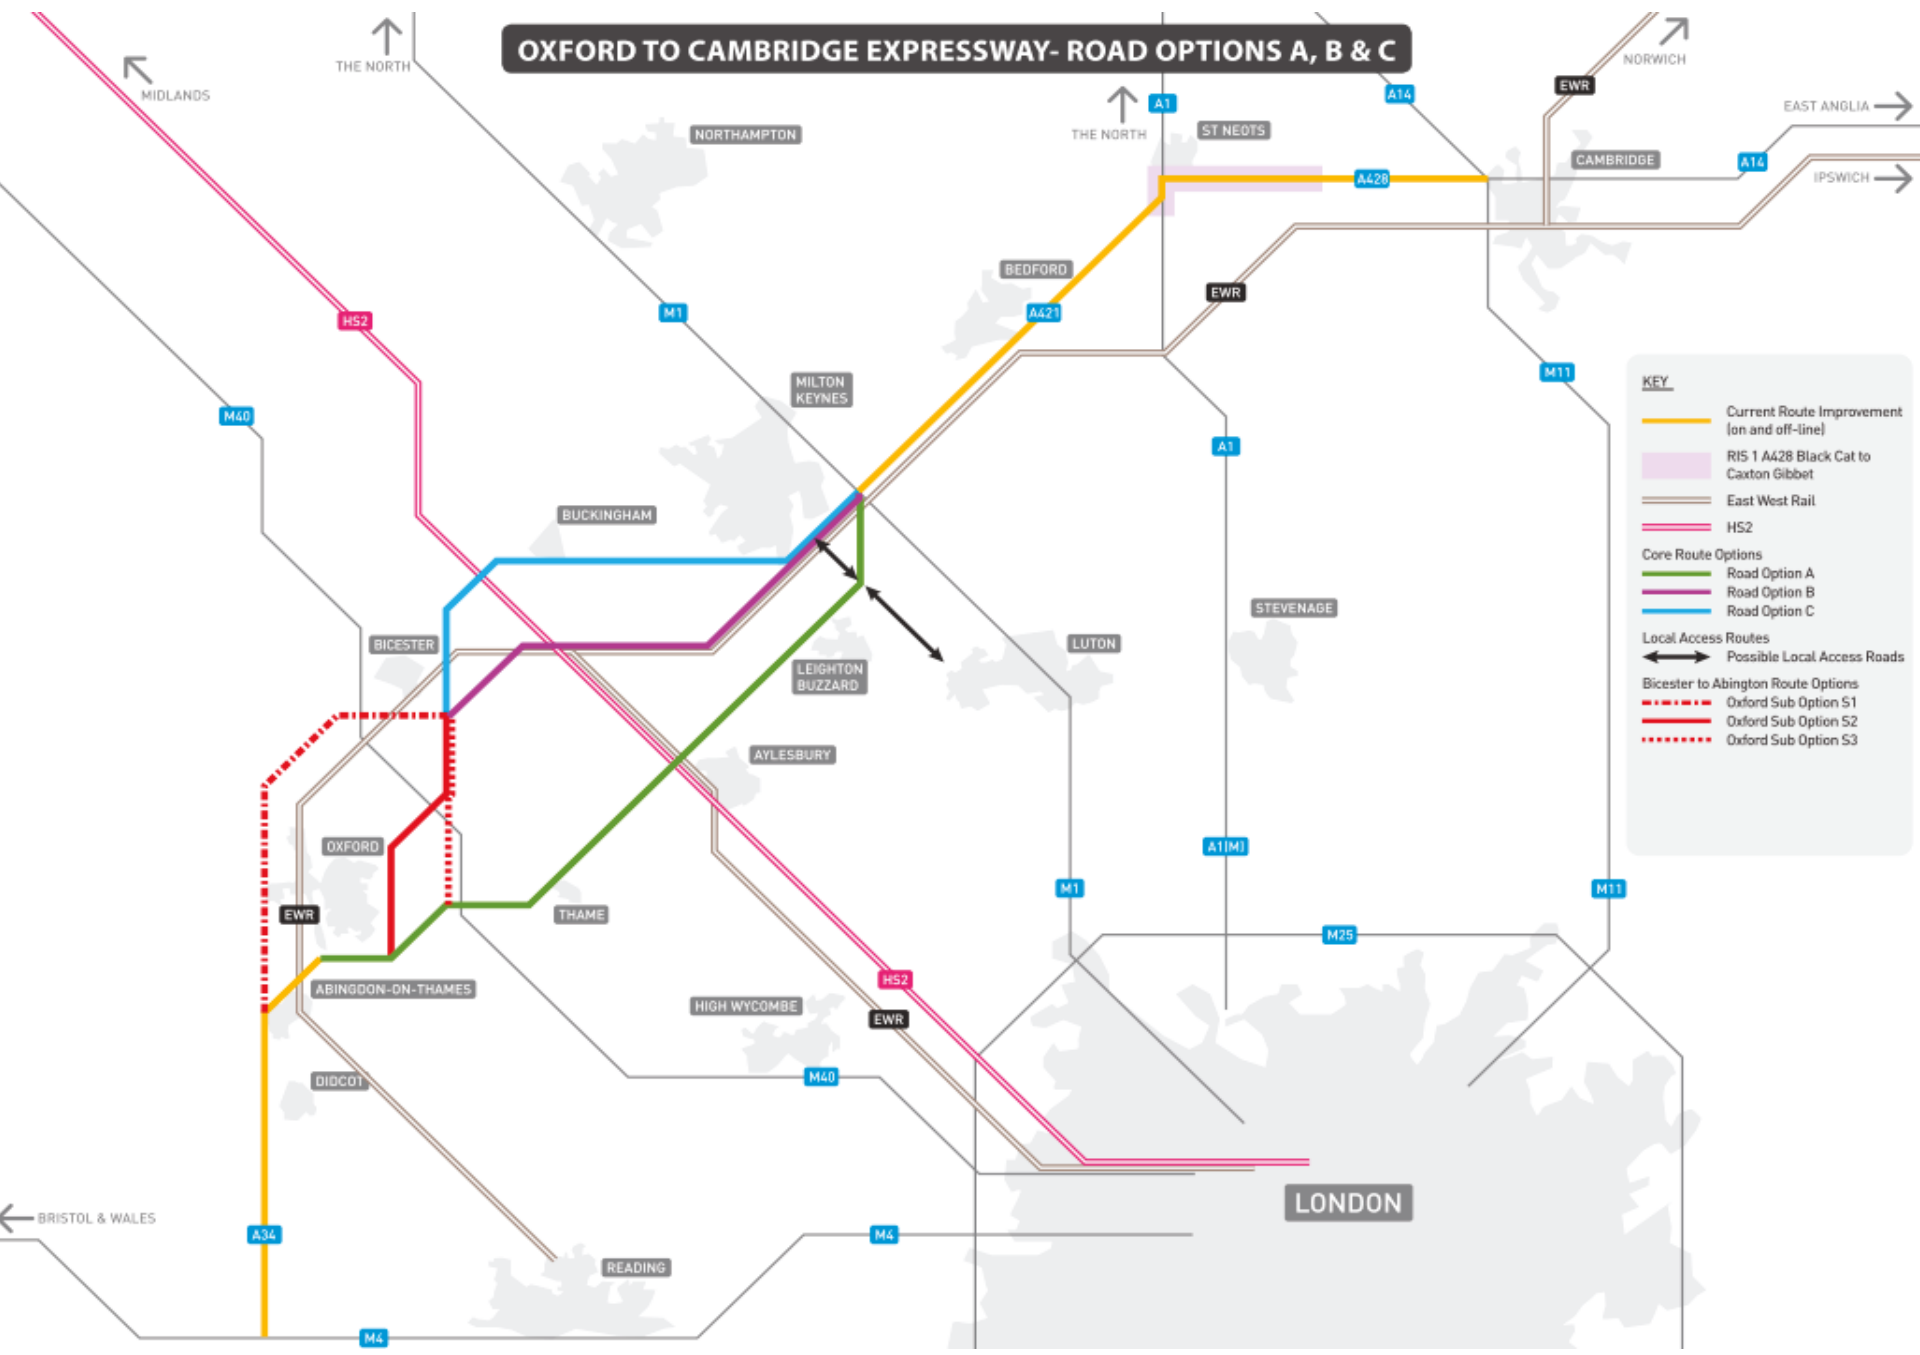 OXFORD TO CAMBRIDGE EXPRESSWAY- ROAD OPTIONS A, B & C
THE NORTH
MIDLANDS
NORTHAMPTON
A1
THE NORTH
ST NEOTS
A14
EWR
NORWICH
EAST ANGLIA
CAMBRIDGE
A14
IPSWICH
A428
BEDFORD
EWR
A421
M1
HS2
MILTON
KEYNES
M40
M11
A1
BUCKINGHAM
BICESTER
LEIGHTON
BUZZARD
LUTON
STEVENAGE
AYLESBURY
OXFORD
EWR
THAME
A1(M)
M1
M11
M25
ABINGDON-ON-THAMES
HS2
HIGH WYCOMBE
EWR
DIDCOT
M40
LONDON
BRISTOL & WALES
A34
M4
READING
M4
KEY
Current Route Improvement
(on and off-line)
RIS 1 A428 Black Cat to
Caxton Gibbet
East West Rail
HS2
Core Route Options
Road Option A
Road Option B
Road Option C
Local Access Routes
Possible Local Access Roads
Bicester to Abington Route Options
Oxford Sub Option S1
Oxford Sub Option S2
Oxford Sub Option S3